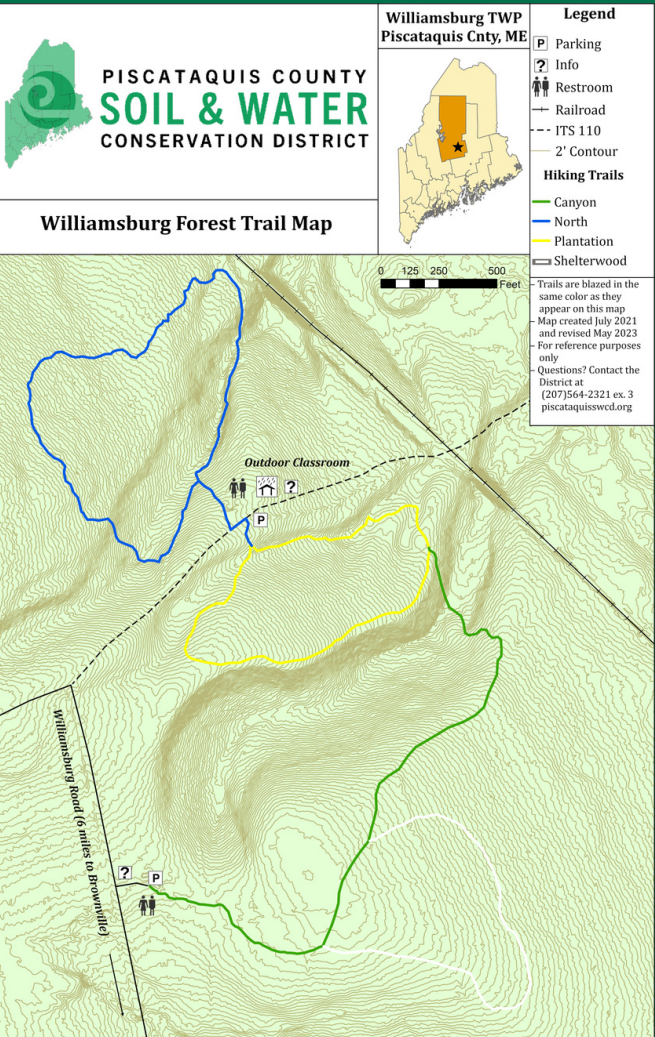 PISCATAQUIS COUNTY
SOIL & WATER
CONSERVATION DISTRICT
Williamsburg Forest Trail Map
Williamsburg TWP
Piscataquis Cnty, ME
Legend
P Parking
? Info
Restroom
Railroad
ITS 110
2' Contour
Hiking Trails
Canyon
North
Plantation
Shelterwood
- Trails are blazed in the
same color as they
appear on this map
- Map created July 2021
and revised May 2023
- For reference purposes
only
- Questions? Contact the
District at
(207)564-2321 ex. 3
piscataquisswcd.org
0 125 250 500
Feet
Outdoor Classroom
?
P
Williamsburg Road (6 miles to Brownville)
?
P